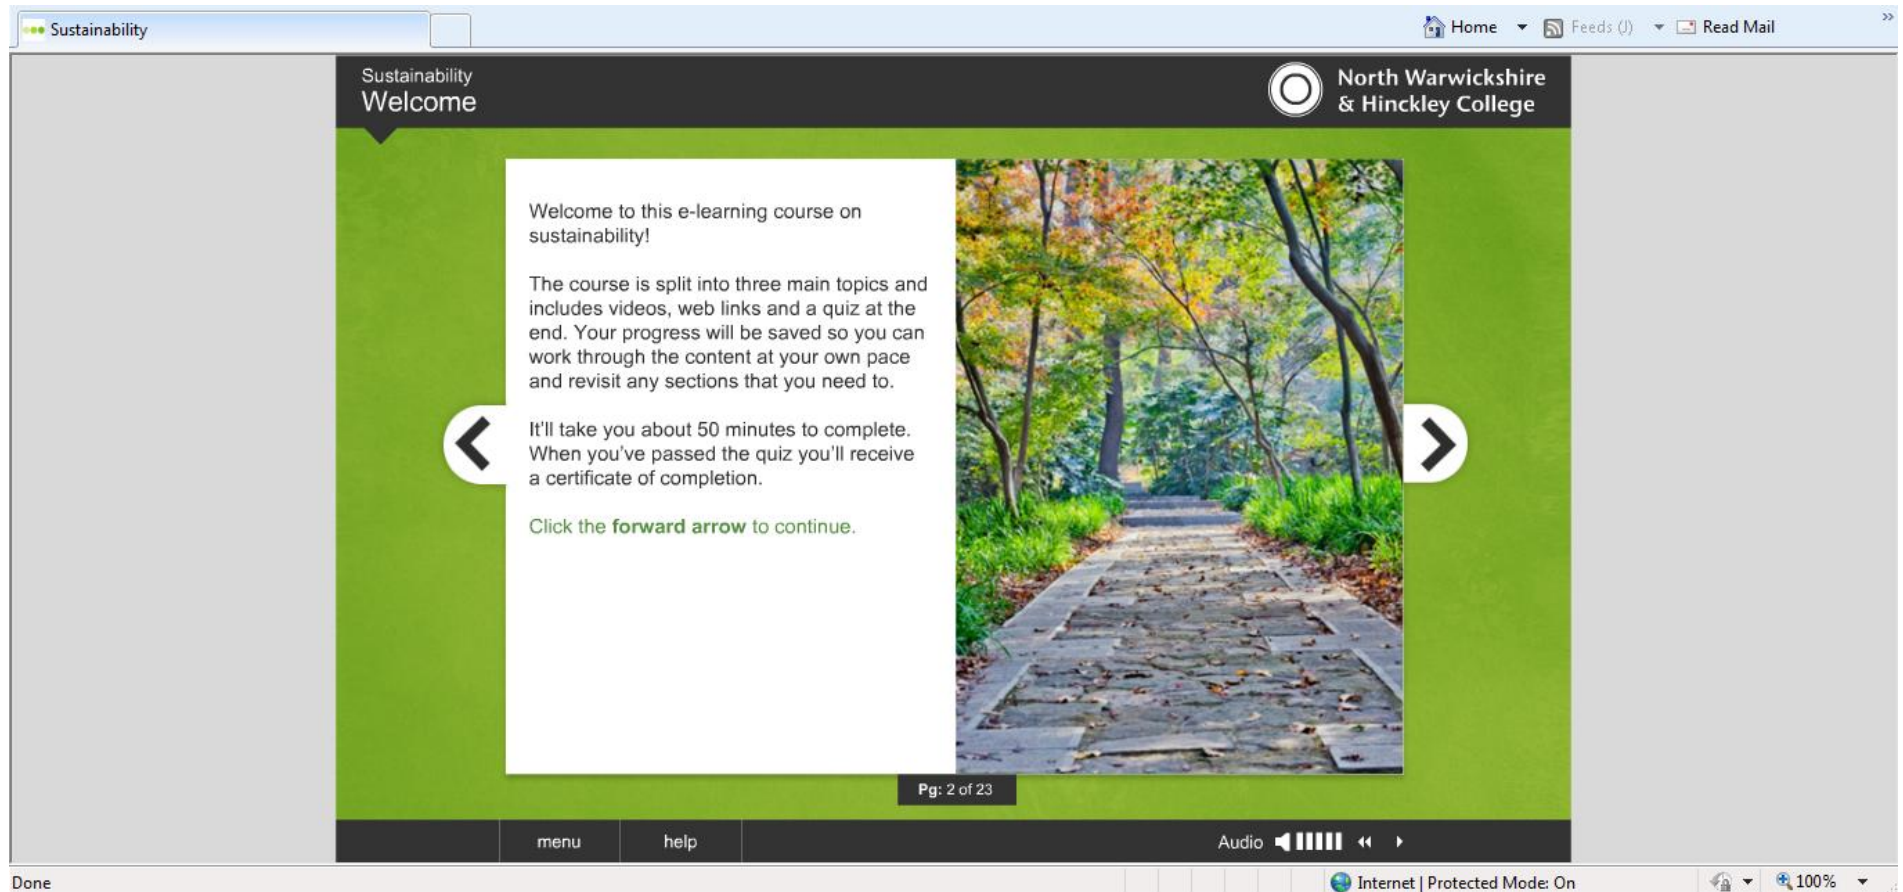 Sustainability
Home
Feeds (J)
Read Mail
»
Sustainability
Welcome
North Warwickshire
& Hinckley College
Welcome to this e-learning course on
sustainability!
The course is split into three main topics and
includes videos, web links and a quiz at the
end. Your progress will be saved so you can
work through the content at your own pace
and revisit any sections that you need to.
It'll take you about 50 minutes to complete.
When you've passed the quiz you'll receive
a certificate of completion.
Click the forward arrow to continue.
Pg: 2 of 23
menu
help
Audio
Done
Internet | Protected Mode: On
100%